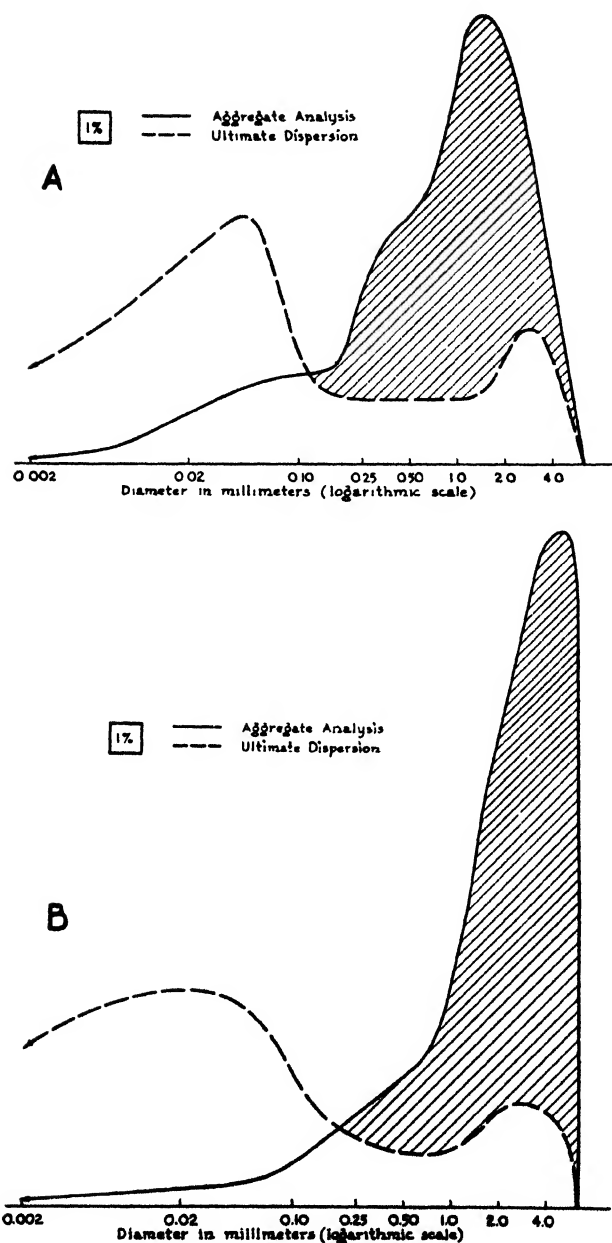 1% Aggregate Analysis
Ultimate Dispersion
A
0.002 0.02 0.10 0.25 0.50 1.0 2.0 4.0
Diameter in millimeters (logarithmic scale)
1% Aggregate Analysis
Ultimate Dispersion
B
0.002 0.02 0.10 0.25 0.50 1.0 2.0 4.0
Diameter in millimeters (logarithmic scale)